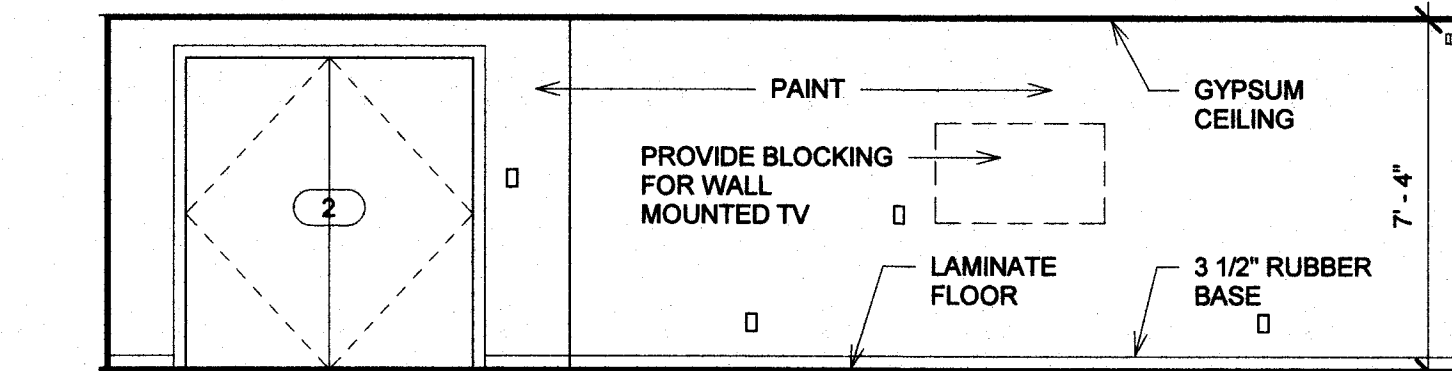 PAINT
GYPSUM
CEILING
PROVIDE BLOCKING
FOR WALL
MOUNTED TV
2
7' - 4"
LAMINATE
FLOOR
3 1/2" RUBBER
BASE